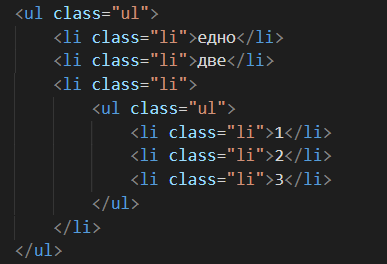 <ul class="ul">
    <li class="li">едно</li>
    <li class="li">две</li>
    <li class="li">
        <ul class="ul">
            <li class="li">1</li>
            <li class="li">2</li>
            <li class="li">3</li>
        </ul>
    </li>
</ul>